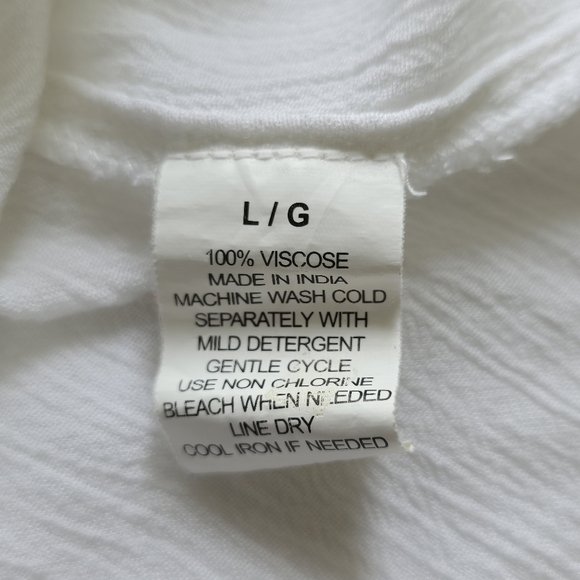 L / G
100% VISCOSE
MADE IN INDIA
MACHINE WASH COLD
SEPARATELY WITH
MILD DETERGENT
GENTLE CYCLE
USE NON CHLORINE
BLEACH WHEN NEEDED
LINE DRY
COOL IRON IF NEEDED